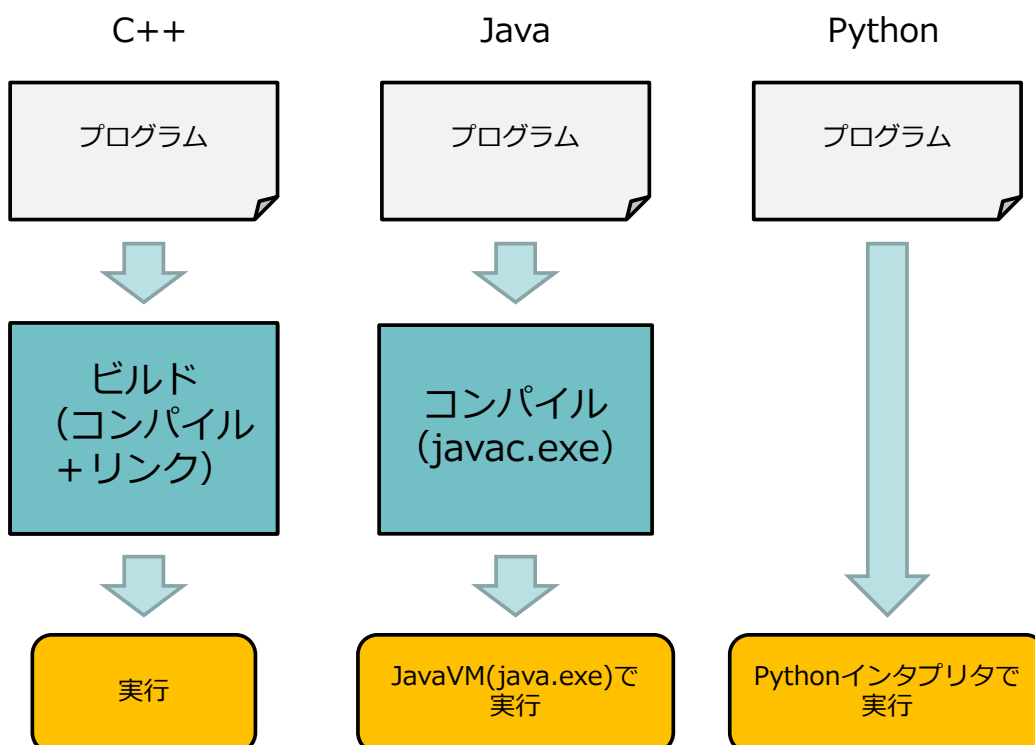 C++
Java
Python
プログラム
プログラム
プログラム
ビルド
（コンパイル
＋リンク）
コンパイル
（javac.exe）
実行
JavaVM(java.exe)で
実行
Pythonインタプリタで
実行